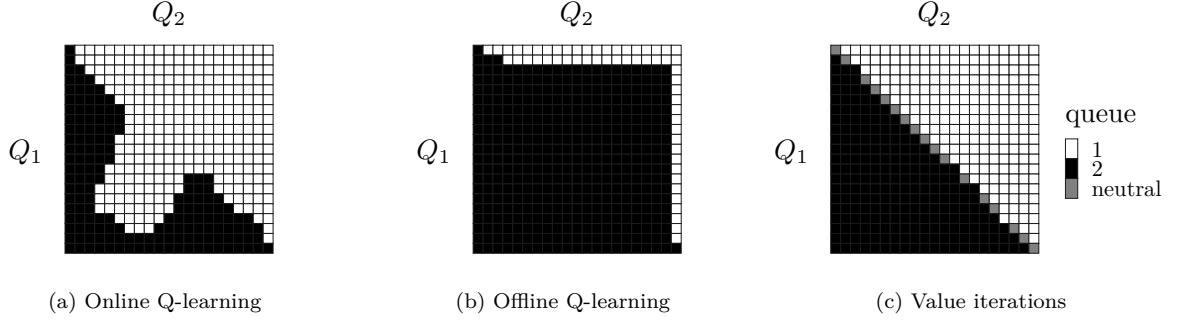 Q2
Q2
Q2
Q1
Q1
Q1
queue
1
2
neutral
(a) Online Q-learning
(b) Offline Q-learning
(c) Value iterations